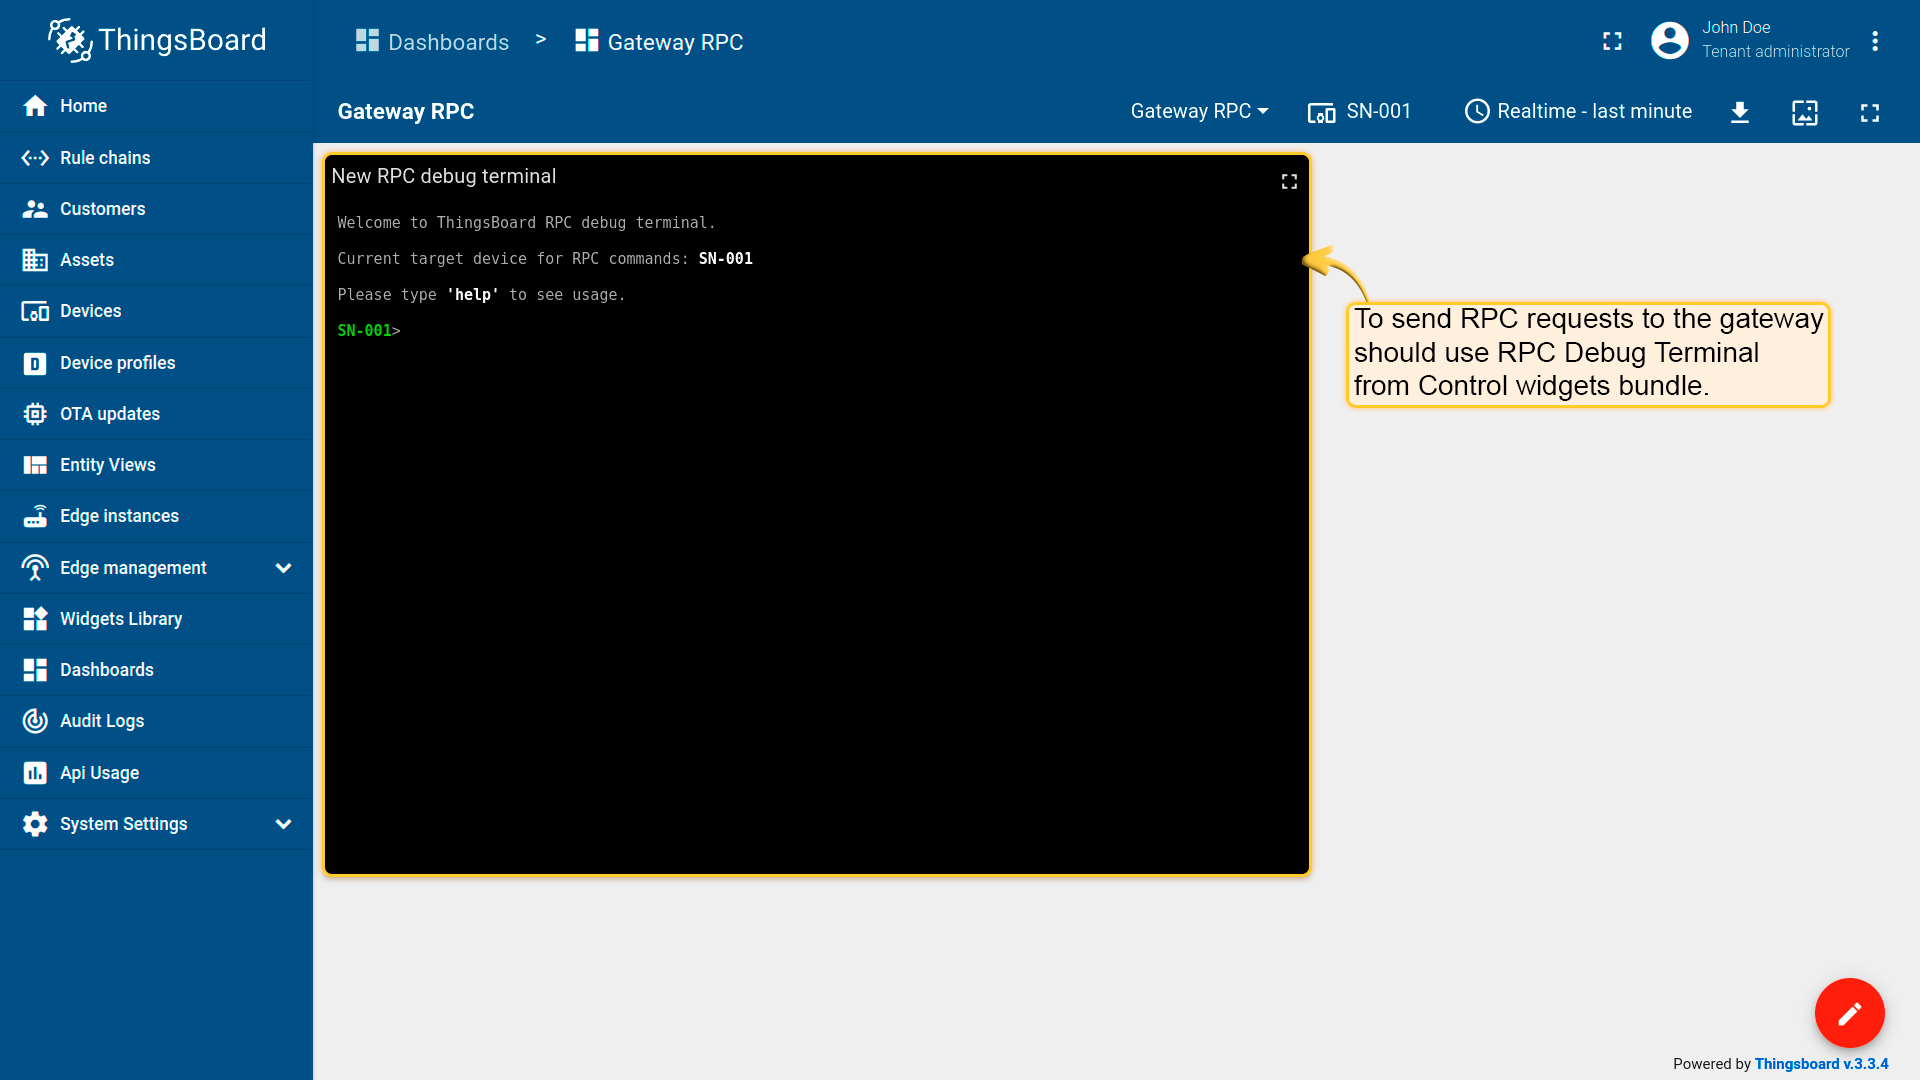 ThingsBoard
Dashboards > Gateway RPC
John Doe
Tenant administrator
Gateway RPC
Gateway RPC
SN-001
Realtime - last minute
Home
Rule chains
Customers
Assets
Devices
Device profiles
OTA updates
Entity Views
Edge instances
Edge management
Widgets Library
Dashboards
Audit Logs
Api Usage
System Settings
New RPC debug terminal
Welcome to ThingsBoard RPC debug terminal.
Current target device for RPC commands: SN-001
Please type 'help' to see usage.
SN-001>
To send RPC requests to the gateway
should use RPC Debug Terminal
from Control widgets bundle.
Powered by Thingsboard v.3.3.4